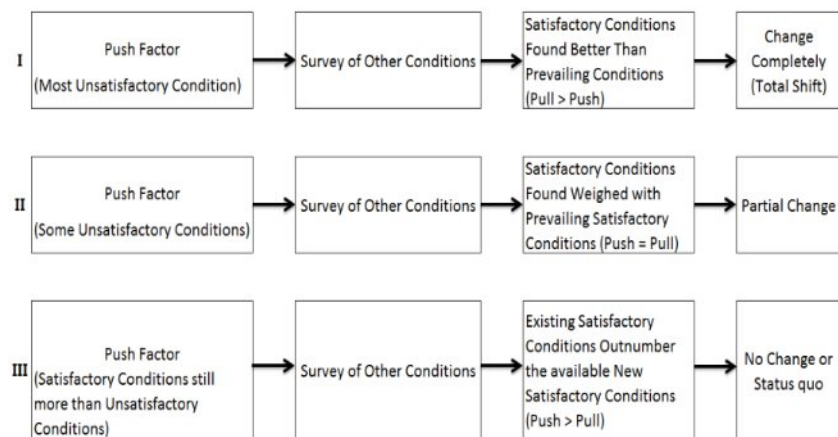 I
Push Factor
(Most Unsatisfactory Condition)
Survey of Other Conditions
Satisfactory Conditions
Found Better Than
Prevailing Conditions
(Pull > Push)
Change
Completely
(Total Shift)
II
Push Factor
(Some Unsatisfactory Conditions)
Survey of Other Conditions
Satisfactory Conditions
Found Weighed with
Prevailing Satisfactory
Conditions (Push = Pull)
Partial Change
III
Push Factor
(Satisfactory Conditions still
more than Unsatisfactory
Conditions)
Survey of Other Conditions
Existing Satisfactory
Conditions Outnumber
the available New
Satisfactory Conditions
(Push > Pull)
No Change or
Status quo